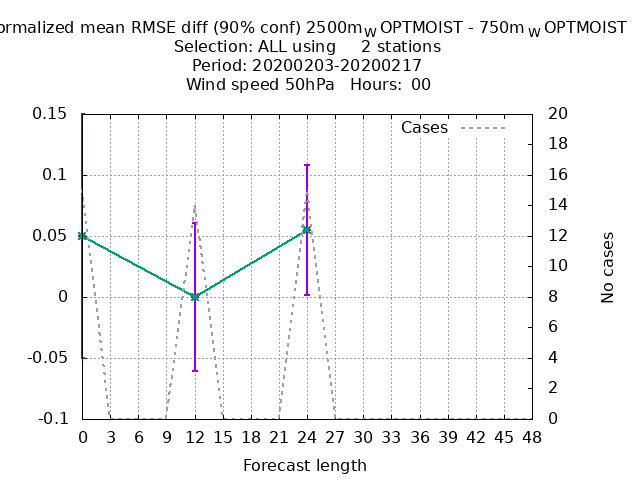 ormalized mean RMSE diff (90% conf) 2500m_W OPTMOIST - 750m_W OPTMOIST
Selection: ALL using 2 stations
Period: 20200203-20200217
Wind speed 50hPa Hours: 00
0.15
0.1
0.05
0
-0.05
-0.1
Cases
20
18
16
14
12
10
8
6
4
2
0
No cases
0 3 6 9 12 15 18 21 24 27 30 33 36 39 42 45 48
Forecast length